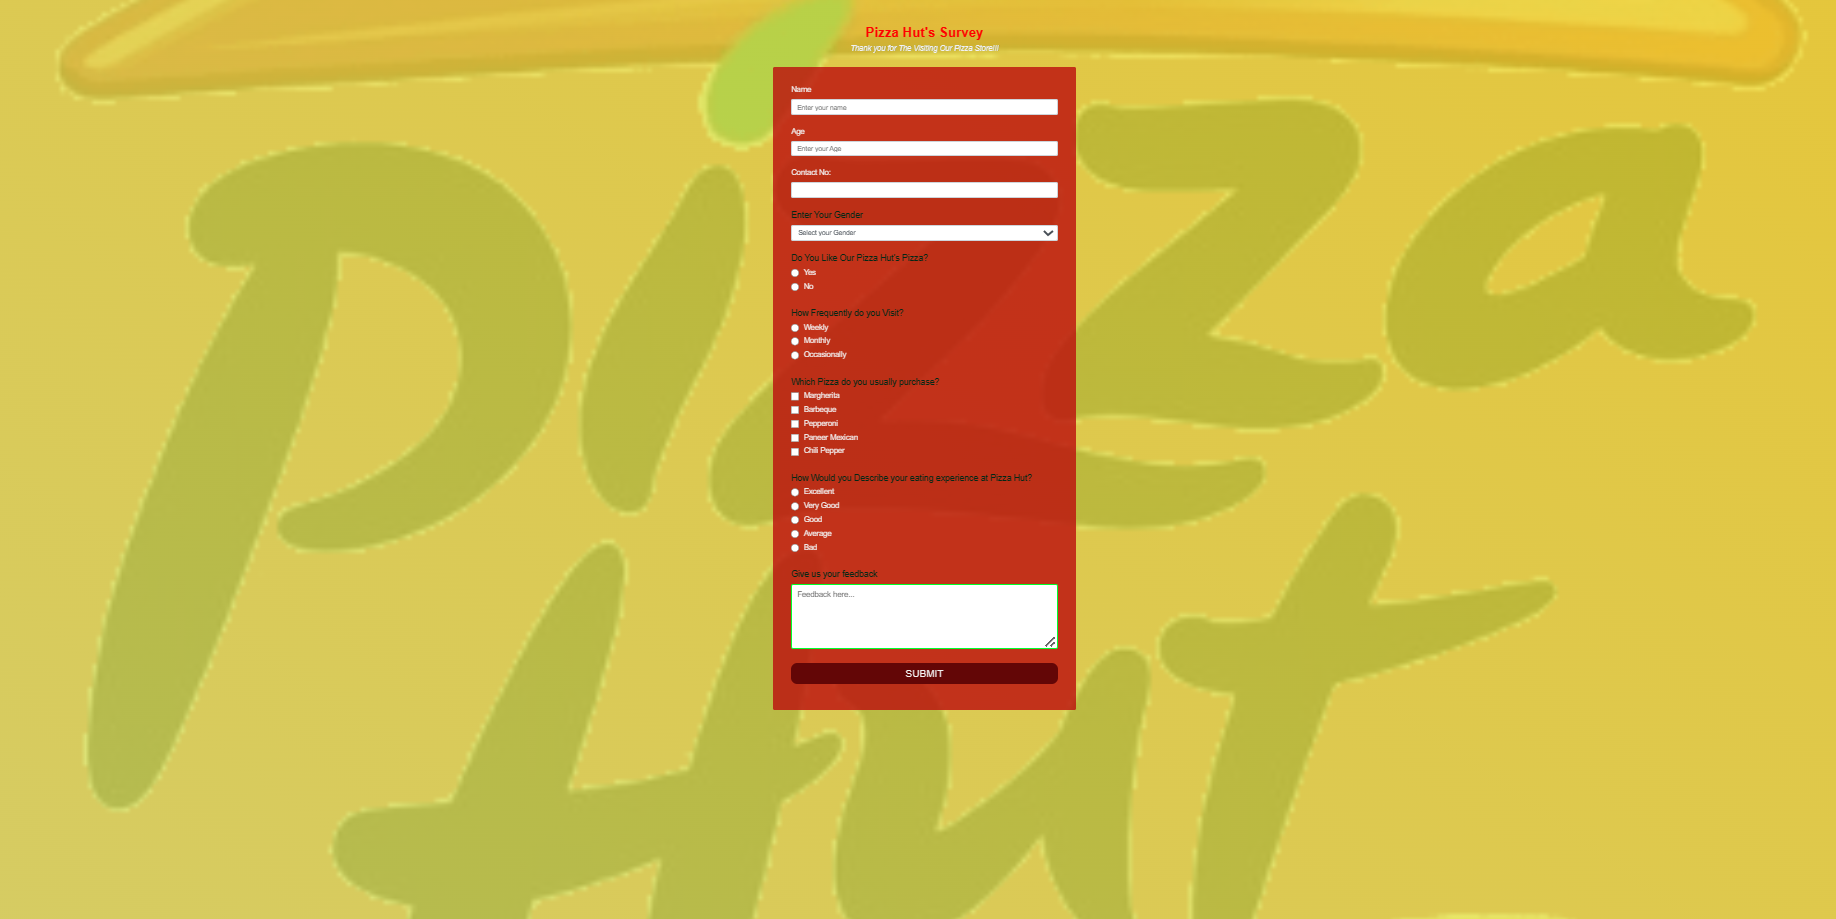 Pizza Hut's Survey
Thank you for The Visiting Our Pizza Store!!!
Name
Enter your name
Age
Enter your Age
Contact No:
Enter Your Gender
Select your Gender
Do You Like Our Pizza Hut's Pizza?
Yes
No
How Frequently do you Visit?
Weekly
Monthly
Occasionally
Which Pizza do you usually purchase?
Margherita
Barbeque
Pepperoni
Paneer Mexican
Chili Pepper
How Would you Describe your eating experience at Pizza Hut?
Excellent
Very Good
Good
Average
Bad
Give us your feedback
Feedback here...
SUBMIT
Pizza
Hut